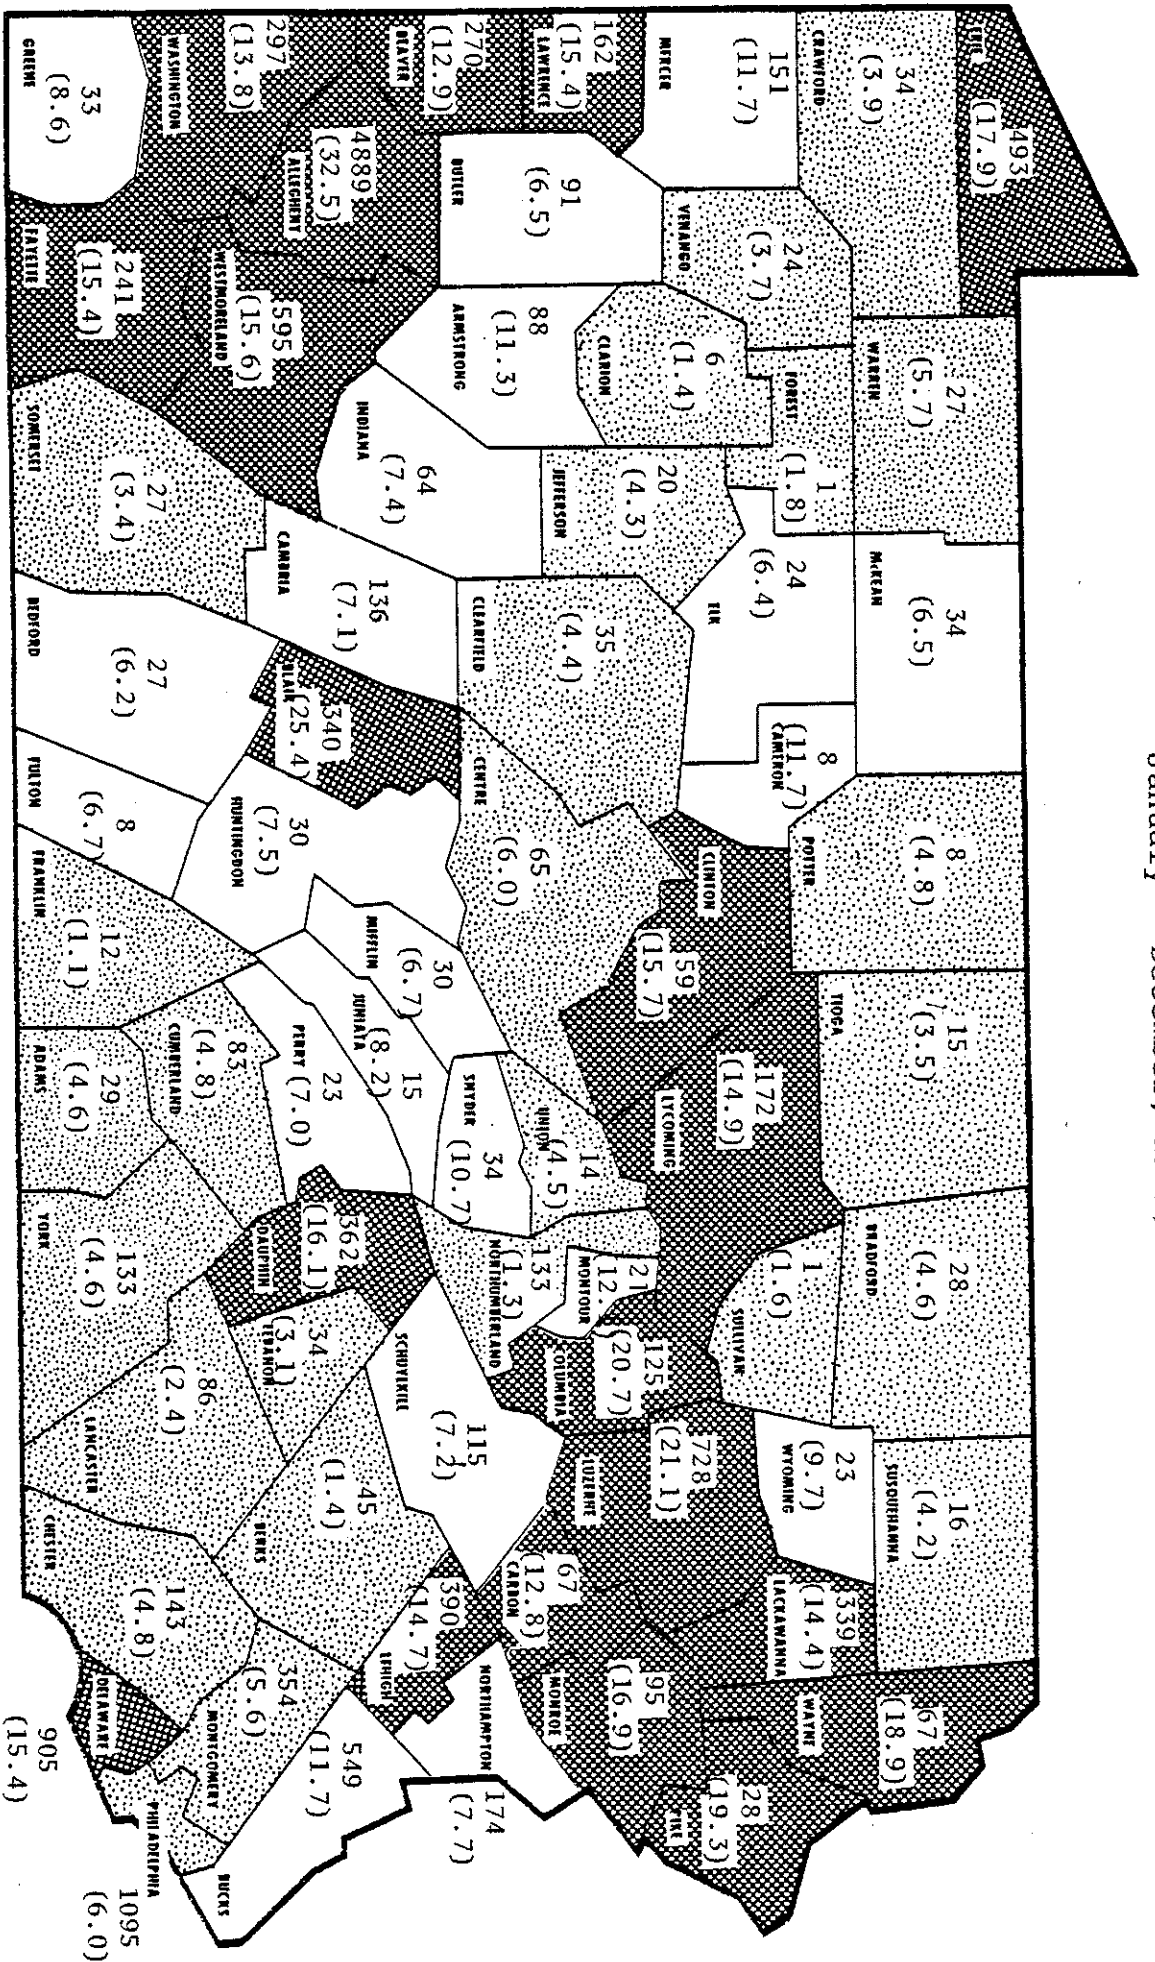 ERIE
493
(17.9)
CRAWFORD
34
(3.9)
MERCER
151
(11.7)
LAWRENCE
162
(15.4)
BEAVER
270
(12.9)
WASHINGTON
297
(13.8)
GREENE
33
(8.6)
ALLEGHENY
4889
(32.5)
BUTLER
91
(6.5)
VENANGO
24
(3.7)
WARREN
27
(5.7)
FOREST
1
(1.8)
CLARION
6
(1.4)
ARMSTRONG
88
(11.3)
WESTMORELAND
595
(15.6)
FAYETTE
241
(15.4)
SOMERSET
27
(3.4)
INDIANA
64
(7.4)
JEFFERSON
20
(4.3)
ELK
24
(6.4)
McKEAN
34
(6.5)
CAMERON
8
(11.7)
CLEARFIELD
35
(4.4)
CAMBRIA
136
(7.1)
BEDFORD
27
(6.2)
BLAIR
340
(25.4)
CENTRE
65
(6.0)
HUNTINGDON
30
(7.5)
FULTON
8
(6.7)
FRANKLIN
12
(1.1)
POTTER
8
(4.8)
CLINTON
59
(15.7)
MIFFLIN
30
(6.7)
JUNIATA
15
(8.2)
PERRY
23
(7.0)
CUMBERLAND
83
(4.8)
ADAMS
29
(4.6)
TIOGA
15
(3.5)
LYCOMING
172
(14.9)
UNION
14
(4.5)
SNYDER
34
(10.7)
DAUPHIN
362
(16.1)
YORK
133
(4.6)
BRADFORD
28
(4.6)
SULLIVAN
1
(1.6)
MONTOUR
21
(12.
NORTHUMBERLAND
133
(1.3)
COLUMBIA
125
(20.7)
SCHUYLKILL
115
(7.2)
LEBANON
34
(3.1)
LANCASTER
86
(2.4)
BERKS
45
(1.4)
SUSQUEHANNA
16
(4.2)
WYOMING
23
(9.7)
LUZERNE
728
(21.1)
LACKAWANNA
339
(14.4)
WAYNE
67
(18.9)
PIKE
28
(19.3)
MONROE
95
(16.9)
CARBON
67
(12.8)
LEHIGH
390
(14.7)
NORTHAMPTON
174
(7.7)
BUCKS
549
(11.7)
MONTGOMERY
354
(5.6)
CHESTER
143
(4.8)
DELAWARE
905
(15.4)
PHILADELPHIA
1095
(6.0)